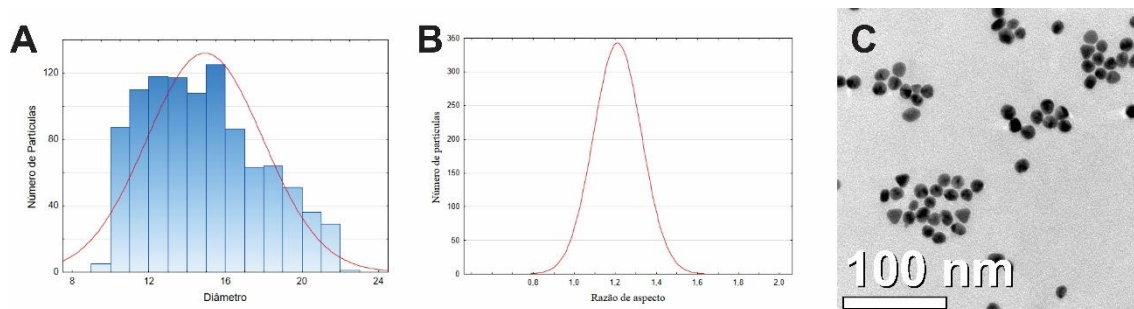 A
Número de Partículas
120
80
40
0
8 12 16 20 24
Diâmetro
B
Número de partículas
350
300
250
200
150
100
50
0
0,8 1,0 1,2 1,4 1,6 1,8 2,0
Razão de aspecto
C
100 nm